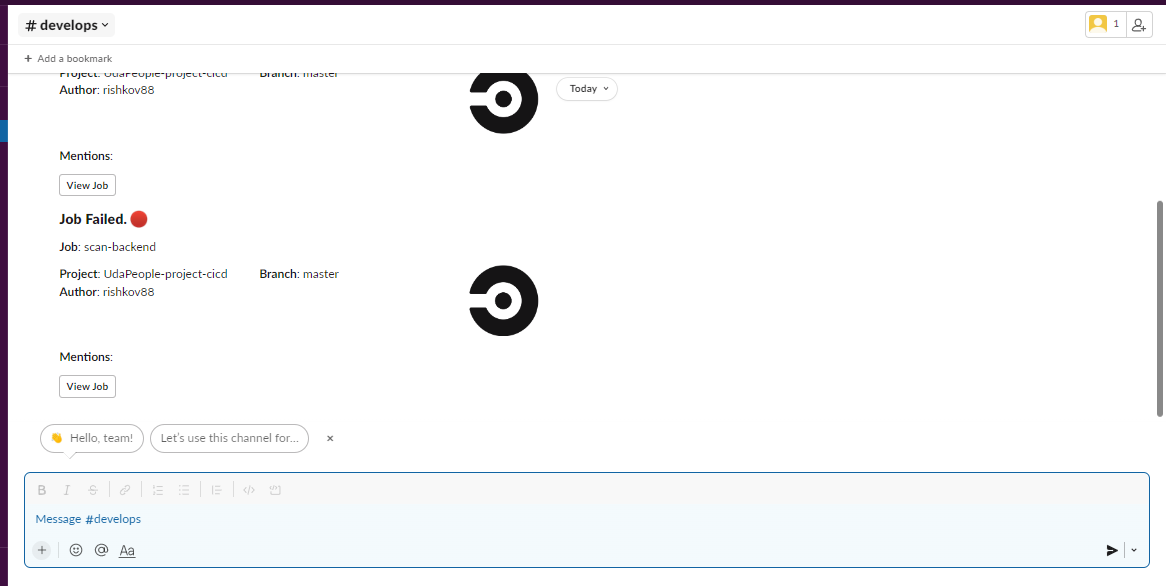 # develops
1
+ Add a bookmark
Project: UdaPeople-project-cicd Branch: master
Author: rishkov88
Today
Mentions:
View Job
Job Failed.
Job: scan-backend
Project: UdaPeople-project-cicd Branch: master
Author: rishkov88
Mentions:
View Job
Hello, team! Let's use this channel for...
Message #develops
Aa